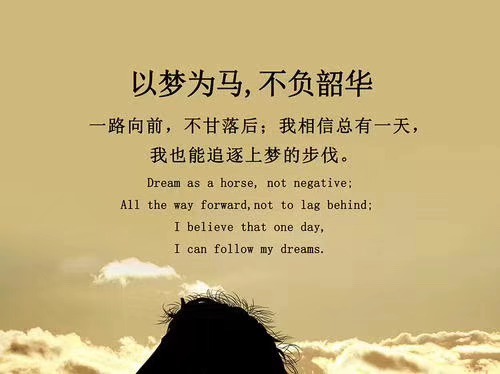 以梦为马,不负韶华
一路向前，不甘落后；我相信总有一天，
我也能追逐上梦的步伐。
Dream as a horse, not negative;
All the way forward,not to lag behind;
I believe that one day,
I can follow my dreams.